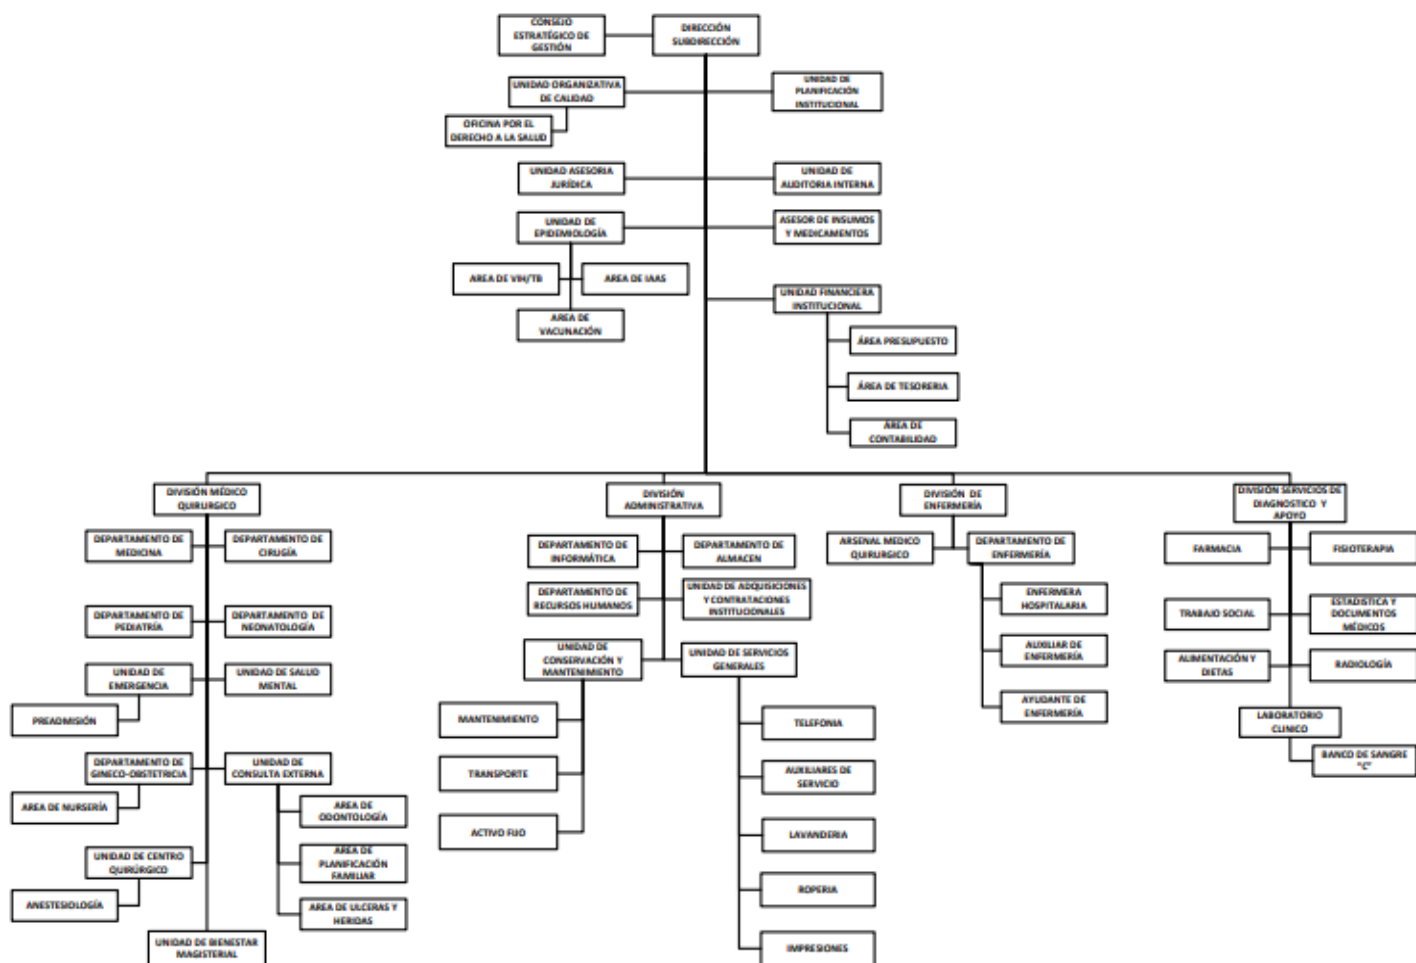 CONSEJO
ESTRATÉGICO DE
GESTIÓN
DIRECCIÓN
SUBDIRECCIÓN
UNIDAD ORGANIZATIVA
DE CALIDAD
UNIDAD DE
PLANIFICACIÓN
INSTITUCIONAL
OFICINA POR EL
DERECHO A LA SALUD
UNIDAD ASESORIA
JURÍDICA
UNIDAD DE
AUDITORIA INTERNA
UNIDAD DE
EPIDEMIOLOGÍA
ASESOR DE INSUMOS
Y MEDICAMENTOS
AREA DE VIH/TB
AREA DE IAAS
AREA DE
VACUNACIÓN
UNIDAD FINANCIERA
INSTITUCIONAL
ÁREA PRESUPUESTO
ÁREA DE TESORERIA
ÁREA DE
CONTABILIDAD
DIVISIÓN MÉDICO
QUIRURGICO
DEPARTAMENTO DE
MEDICINA
DEPARTAMENTO DE
CIRUGÍA
DEPARTAMENTO DE
PEDIATRÍA
DEPARTAMENTO DE
NEONATOLOGÍA
UNIDAD DE
EMERGENCIA
UNIDAD DE SALUD
MENTAL
PREADMISIÓN
DEPARTAMENTO DE
GINECO-OBSTETRICIA
UNIDAD DE
CONSULTA EXTERNA
AREA DE NURSERÍA
AREA DE
ODONTOLOGÍA
UNIDAD DE CENTRO
QUIRÚRGICO
AREA DE
PLANIFICACIÓN
FAMILIAR
ANESTESIOLOGÍA
AREA DE ULCERAS Y
HERIDAS
UNIDAD DE BIENESTAR
MAGISTERIAL
DIVISIÓN
ADMINISTRATIVA
DEPARTAMENTO DE
INFORMÁTICA
DEPARTAMENTO DE
ALMACEN
DEPARTAMENTO DE
RECURSOS HUMANOS
UNIDAD DE ADQUISICIONES
Y CONTRATACIONES
INSTITUCIONALES
UNIDAD DE
CONSERVACIÓN Y
MANTENIMIENTO
UNIDAD DE SERVICIOS
GENERALES
MANTENIMIENTO
TRANSPORTE
ACTIVO FIJO
TELEFONIA
AUXILIARES DE
SERVICIO
LAVANDERIA
ROPERIA
IMPRESIONES
DIVISIÓN DE
ENFERMERÍA
ARSENAL MEDICO
QUIRURGICO
DEPARTAMENTO DE
ENFERMERÍA
ENFERMERA
HOSPITALARIA
AUXILIAR DE
ENFERMERÍA
AYUDANTE DE
ENFERMERÍA
DIVISIÓN SERVICIOS DE
DIAGNOSTICO Y
APOYO
FARMACIA
FISIOTERAPIA
TRABAJO SOCIAL
ESTADISTICA Y
DOCUMENTOS
MÉDICOS
ALIMENTACIÓN Y
DIETAS
RADIOLOGÍA
LABORATORIO
CLINICO
BANCO DE SANGRE
"C"